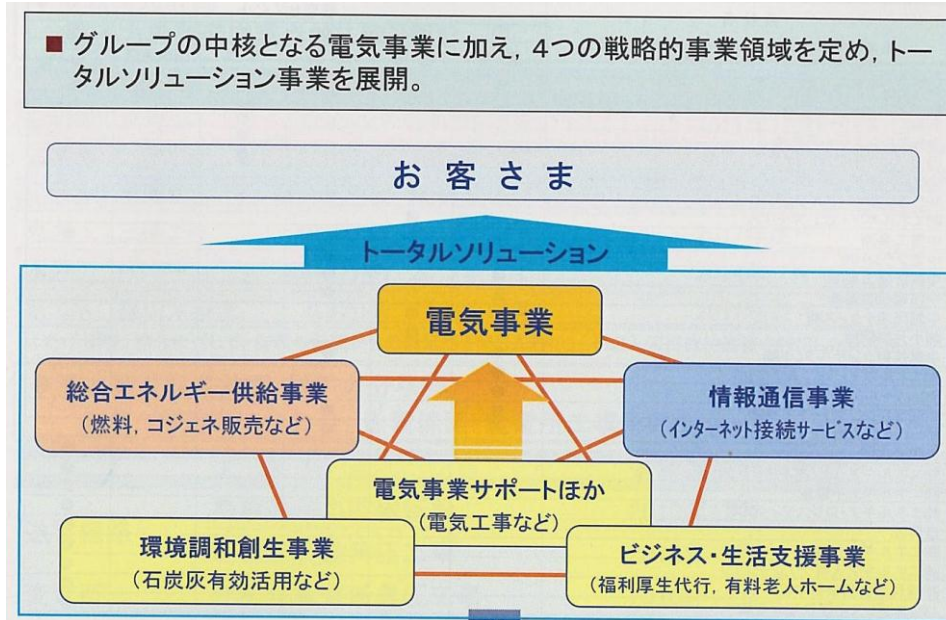 ■ グループの中核となる電気事業に加え，４つの戦略的事業領域を定め，トー
タルソリューション事業を展開。
お 客 さ ま
トータルソリューション
電気事業
総合エネルギー供給事業
（燃料，コジェネ販売など）
情報通信事業
（インターネット接続サービスなど）
電気事業サポートほか
（電気工事など）
環境調和創生事業
（石炭灰有効活用など）
ビジネス・生活支援事業
（福利厚生代行，有料老人ホームなど）